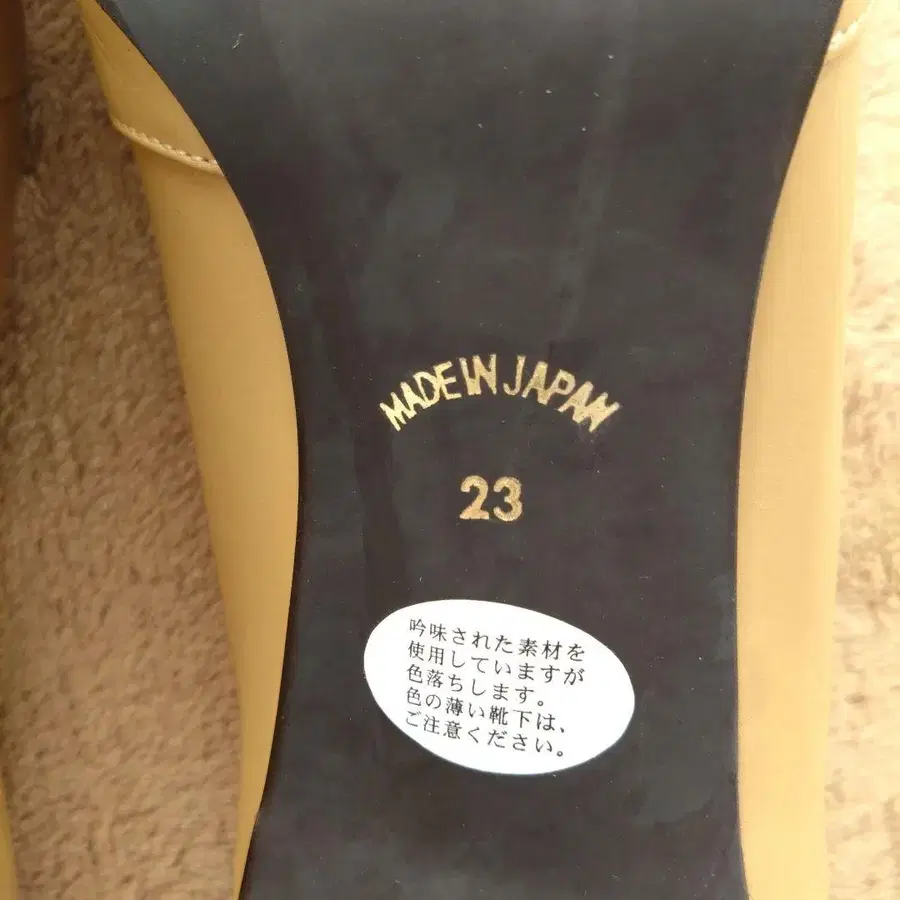 MADE IN JAPAN
23
吟味された素材を
使用していますが
色落ちします。
色の薄い靴下は、
ご注意ください。